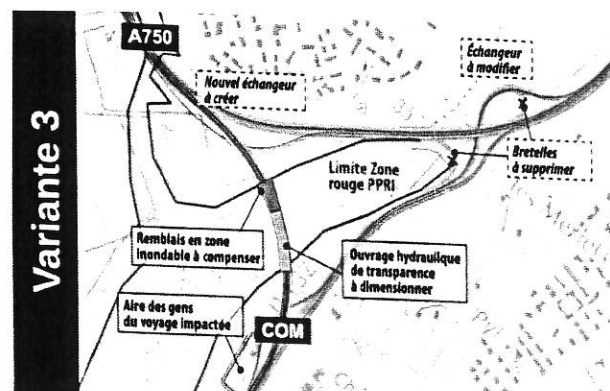 Variante 3
A750
Échangeur
à modifier
Nouvel échangeur
à créer
Bretelles
à supprimer
Limite Zone
rouge PPRI
Remblais en zone
inondable à compenser
Ouvrage hydraulique
de transparence
à dimensionner
Aire des gens
du voyage impactée
COM